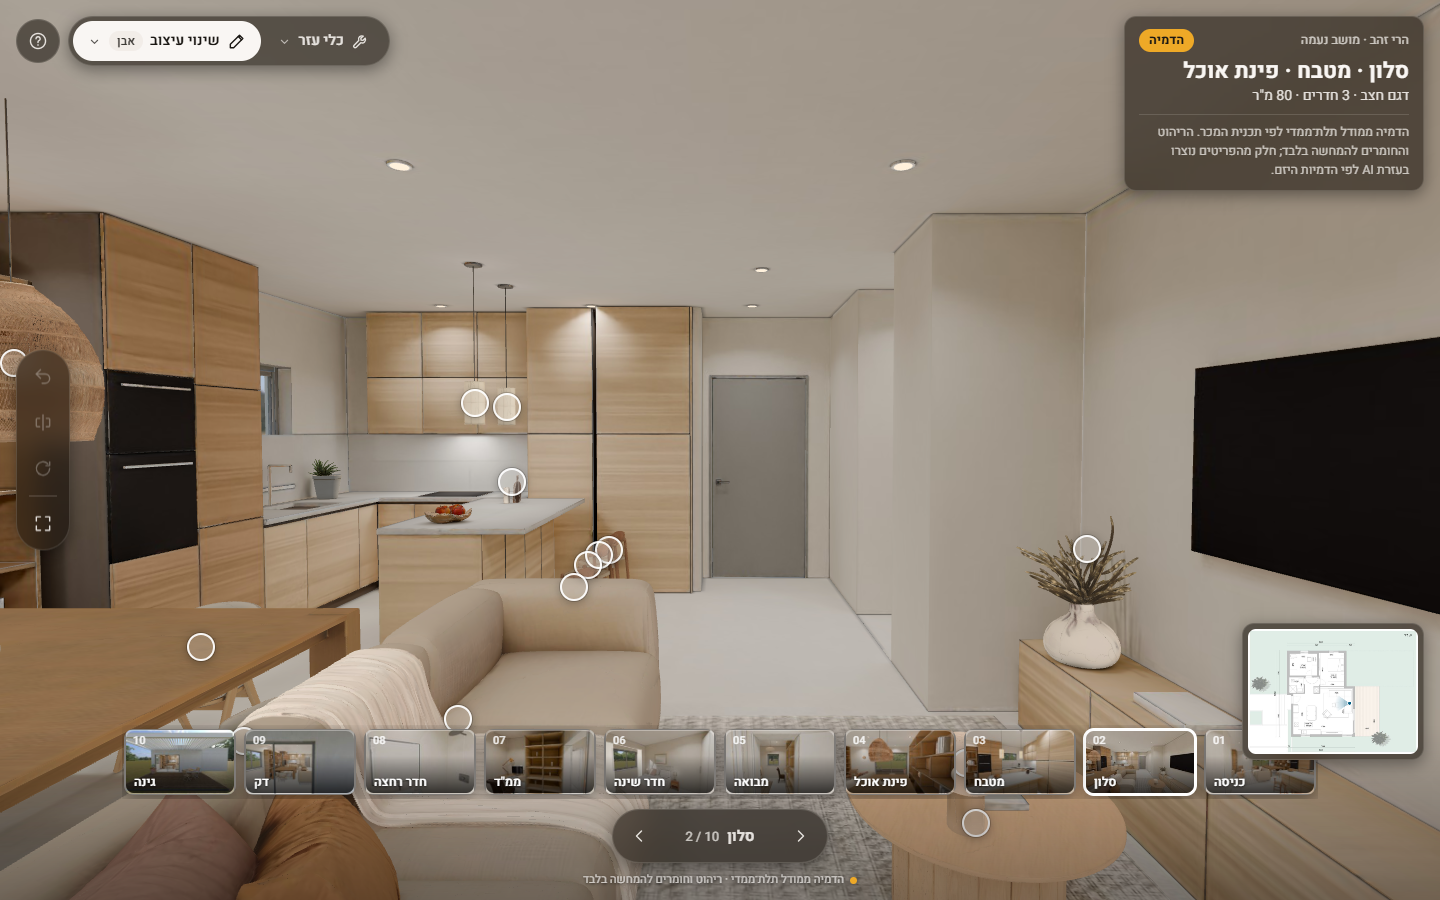 הרי זהב · מושב נעמה
הדמיה
סלון · מטבח · פינת אוכל
דגם חצב · 3 חדרים · 80 מ"ר
הדמיה ממודל תלת־ממדי לפי תכנית המכר. הריהוט
והחומרים להמחשה בלבד; חלק מהפריטים נוצרו
בעזרת AI לפי הדמיות היזם.
כלי עזר
שינוי עיצוב
אבן
01
כניסה
02
סלון
03
מטבח
04
פינת אוכל
05
מבואה
06
חדר שינה
07
ממ"ד
08
חדר רחצה
09
דק
10
גינה
סלון 2 / 10
הדמיה ממודל תלת־ממדי · ריהוט וחומרים להמחשה בלבד